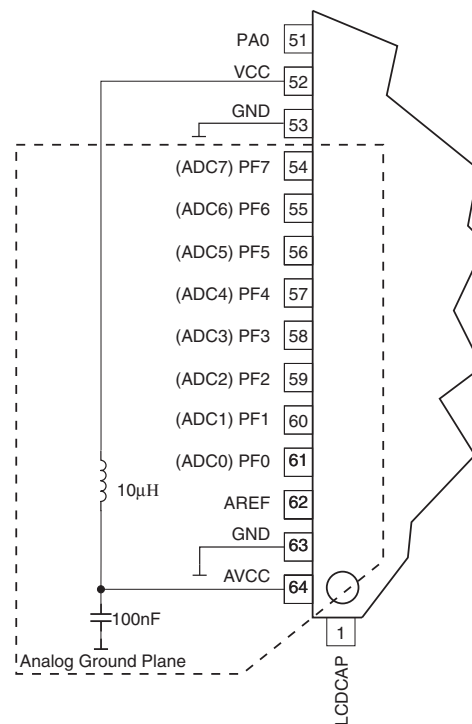 PA0 51
VCC 52
GND 53
(ADC7) PF7 54
(ADC6) PF6 55
(ADC5) PF5 56
(ADC4) PF4 57
(ADC3) PF3 58
(ADC2) PF2 59
(ADC1) PF1 60
(ADC0) PF0 61
10μH
AREF 62
GND 63
AVCC 64
100nF
1
Analog Ground Plane
LCDCAP